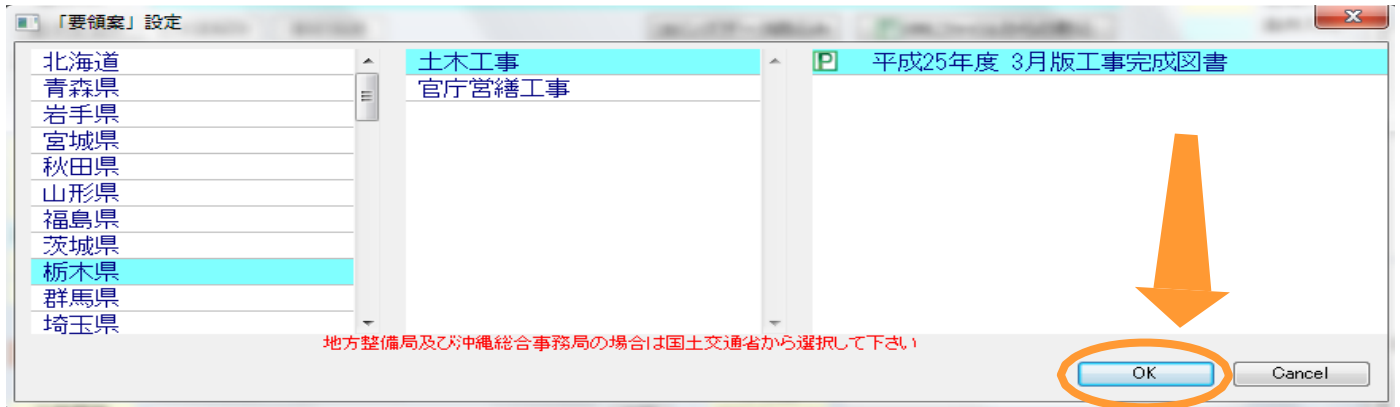 「要領案」設定
北海道
青森県
岩手県
宮城県
秋田県
山形県
福島県
茨城県
栃木県
群馬県
埼玉県
土木工事
官庁営繕工事
P 平成25年度 3月版工事完成図書
地方整備局及び沖縄総合事務局の場合は国土交通省から選択して下さい
OK
Cancel